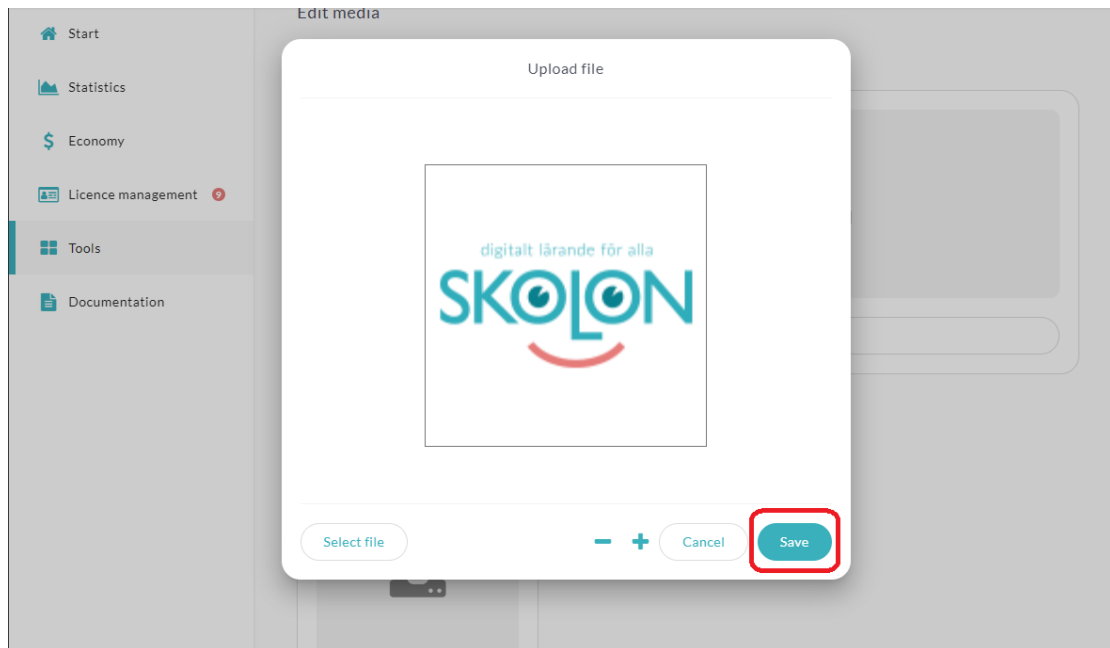 Edit media
Start
Statistics
Economy
Licence management 9
Tools
Documentation
Upload file
digitalt lärande för alla
SKOLON
Select file
Cancel
Save